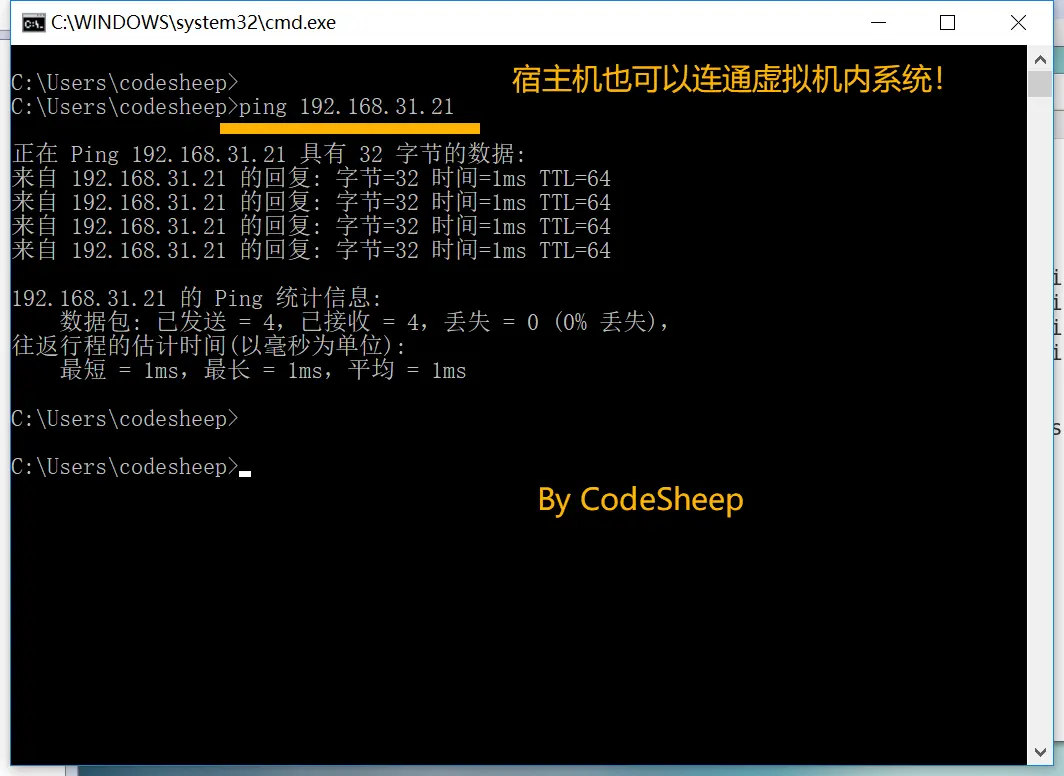 C:\WINDOWS\system32\cmd.exe
C:\Users\codesheep>
宿主机也可以连通虚拟机内系统！
C:\Users\codesheep>ping 192.168.31.21
正在 Ping 192.168.31.21 具有 32 字节的数据:
来自 192.168.31.21 的回复: 字节=32 时间=1ms TTL=64
来自 192.168.31.21 的回复: 字节=32 时间=1ms TTL=64
来自 192.168.31.21 的回复: 字节=32 时间=1ms TTL=64
来自 192.168.31.21 的回复: 字节=32 时间=1ms TTL=64
192.168.31.21 的 Ping 统计信息:
数据包: 已发送 = 4，已接收 = 4，丢失 = 0 (0% 丢失)，
往返行程的估计时间(以毫秒为单位):
最短 = 1ms，最长 = 1ms，平均 = 1ms
C:\Users\codesheep>
C:\Users\codesheep>
By CodeSheep